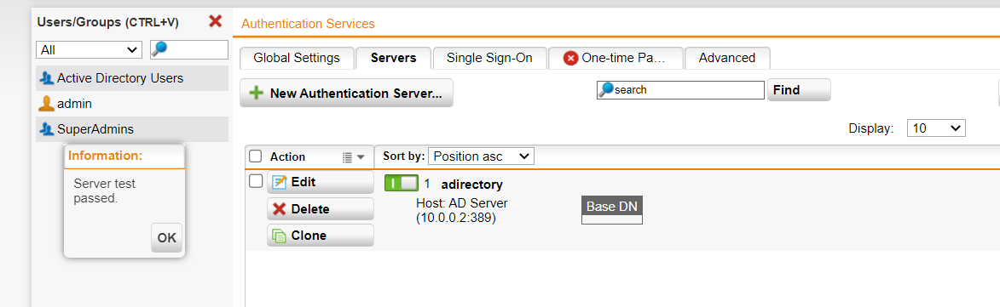 Users/Groups (CTRL+V)
All
Active Directory Users
admin
SuperAdmins
Information:
Server test
passed.
OK
Authentication Services
Global Settings
Servers
Single Sign-On
One-time Pa...
Advanced
New Authentication Server...
search
Find
Display:
10
Action
Sort by:
Position asc
Edit
Delete
Clone
1 adirectory
Host: AD Server
(10.0.0.2:389)
Base DN